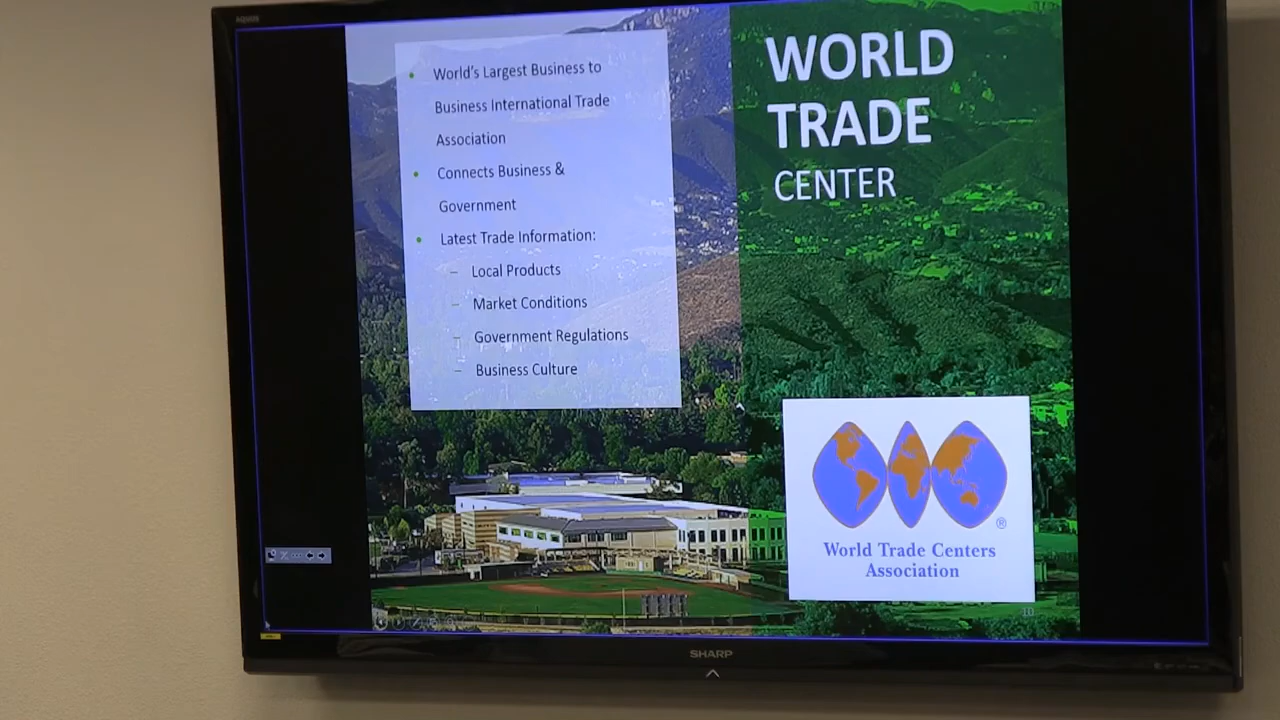 AQUOS
World's Largest Business to
Business International Trade
Association
Connects Business &
Government
Latest Trade Information:
– Local Products
– Market Conditions
– Government Regulations
– Business Culture
WORLD
TRADE
CENTER
®
World Trade Centers
Association
SHARP